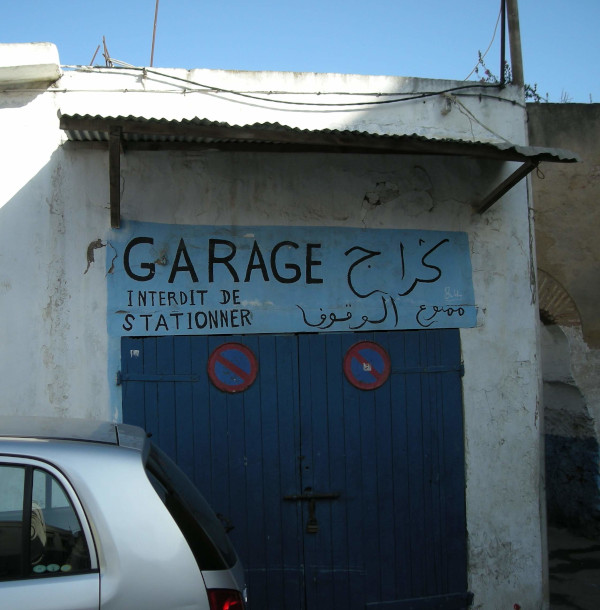 GARAGE كراج
INTERDIT DE
STATIONNER ممنوع الوقوف